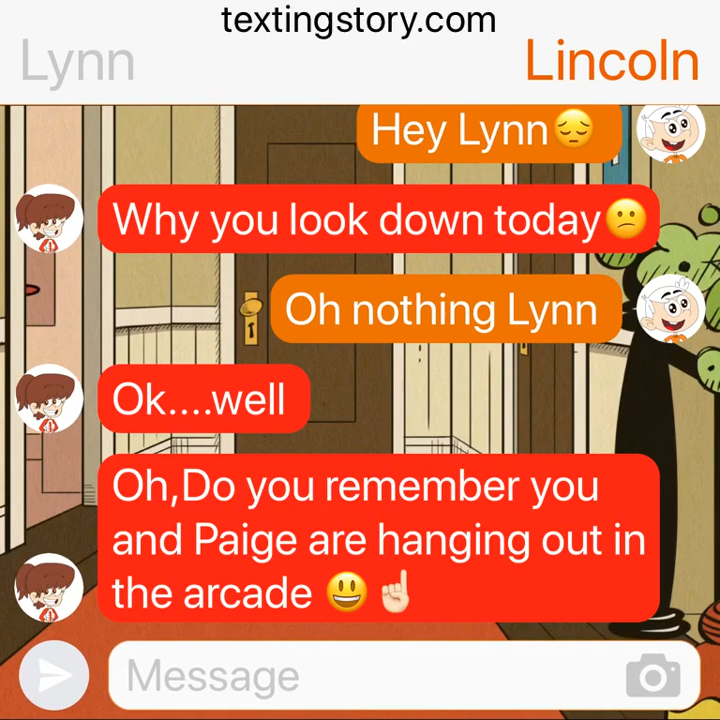 textingstory.com
Lynn
Lincoln
Hey Lynn😔
Why you look down today😕
Oh nothing Lynn
Ok....well
Oh,Do you remember you
and Paige are hanging out in
the arcade 😃☝🏻
Message